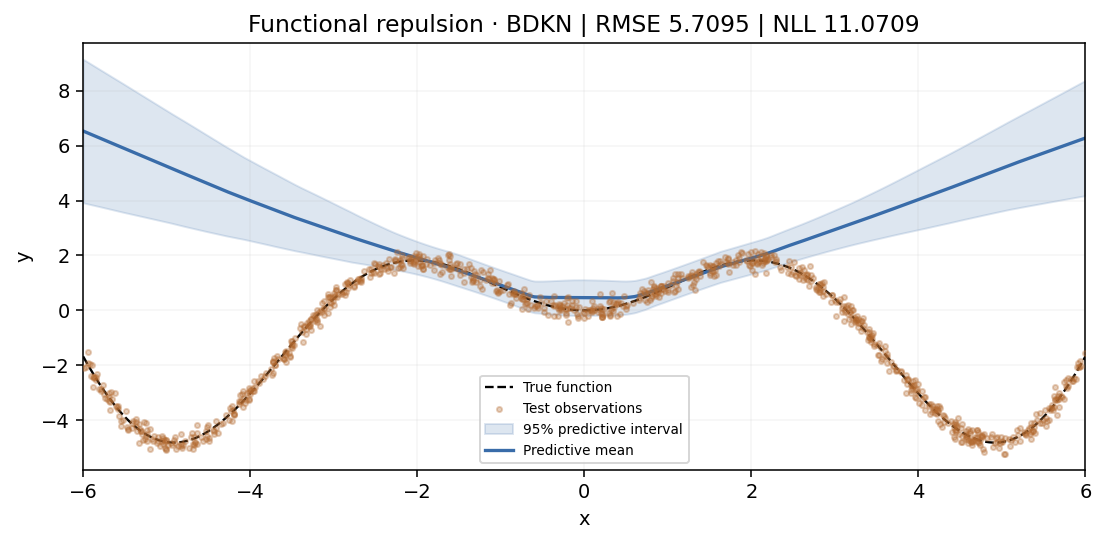 Functional repulsion · BDKN | RMSE 5.7095 | NLL 11.0709
y
8
6
4
2
0
−2
−4
True function
Test observations
95% predictive interval
Predictive mean
−6 −4 −2 0 2 4 6
x